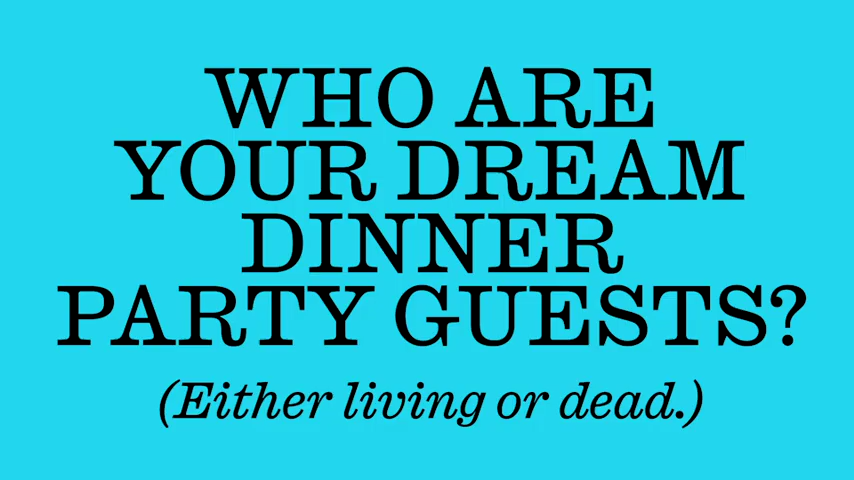 WHO ARE
YOUR DREAM
DINNER
PARTY GUESTS?
(Either living or dead.)